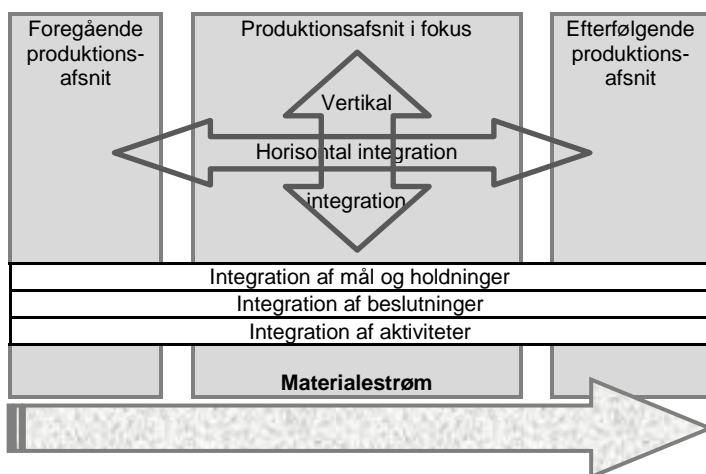 Foregående
produktions-
afsnit
Produktionsafsnit i fokus
Efterfølgende
produktions-
afsnit
Vertikal
Horisontal integration
integration
Integration af mål og holdninger
Integration af beslutninger
Integration af aktiviteter
Materialestrøm